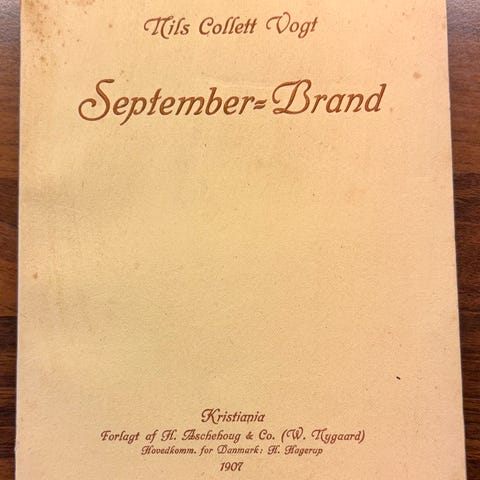 Nils Collett Vogt
September=Brand
Kristiania
Forlagt af H. Aschehoug & Co. (W. Nygaard)
Hovedkomm. for Danmark: H. Hagerup
1907